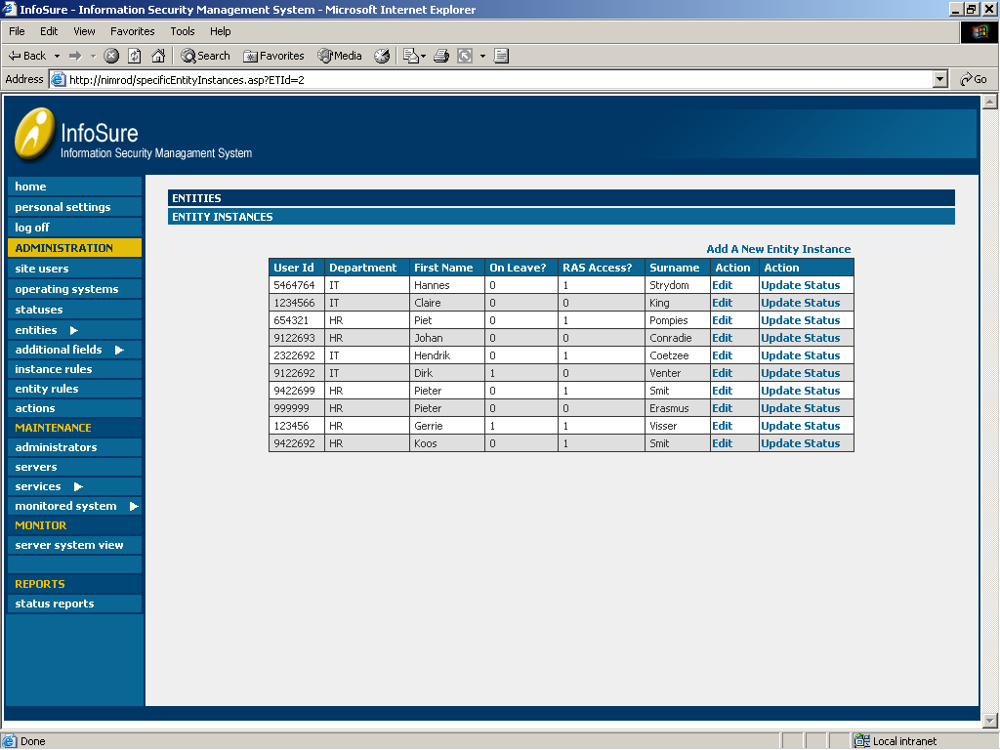 InfoSure - Information Security Management System - Microsoft Internet Explorer
File Edit View Favorites Tools Help
Back Search Favorites Media
Address http://nimrod/specificEntityInstances.asp?ETId=2 Go
InfoSure
Information Security Managament System
home
personal settings
log off
ADMINISTRATION
site users
operating systems
statuses
entities
additional fields
instance rules
entity rules
actions
MAINTENANCE
administrators
servers
services
monitored system
MONITOR
server system view
REPORTS
status reports
ENTITIES
ENTITY INSTANCES
Add A New Entity Instance
User Id Department First Name On Leave? RAS Access? Surname Action Action
5464764 IT Hannes 0 1 Strydom Edit Update Status
1234566 IT Claire 0 0 King Edit Update Status
654321 HR Piet 0 1 Pompies Edit Update Status
9122693 HR Johan 0 0 Conradie Edit Update Status
2322692 IT Hendrik 0 1 Coetzee Edit Update Status
9122692 IT Dirk 1 0 Venter Edit Update Status
9422699 HR Pieter 0 1 Smit Edit Update Status
999999 HR Pieter 0 0 Erasmus Edit Update Status
123456 HR Gerrie 1 1 Visser Edit Update Status
9422692 HR Koos 0 1 Smit Edit Update Status
Done Local intranet